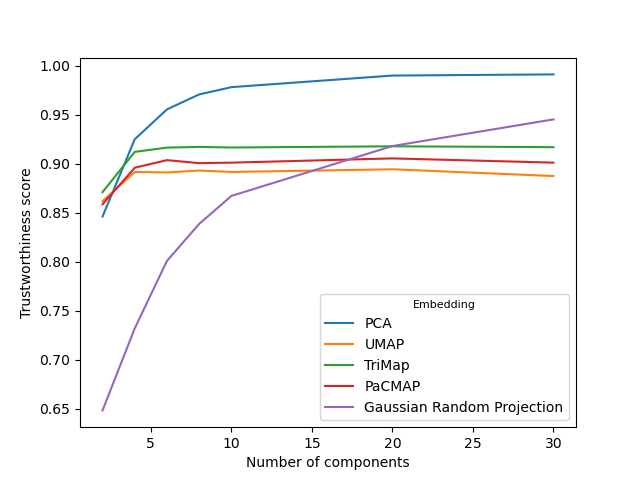 1.00
0.95
0.90
0.85
0.80
0.75
0.70
0.65
Trustworthiness score
5
10
15
20
25
30
Number of components
Embedding
PCA
UMAP
TriMap
PaCMAP
Gaussian Random Projection